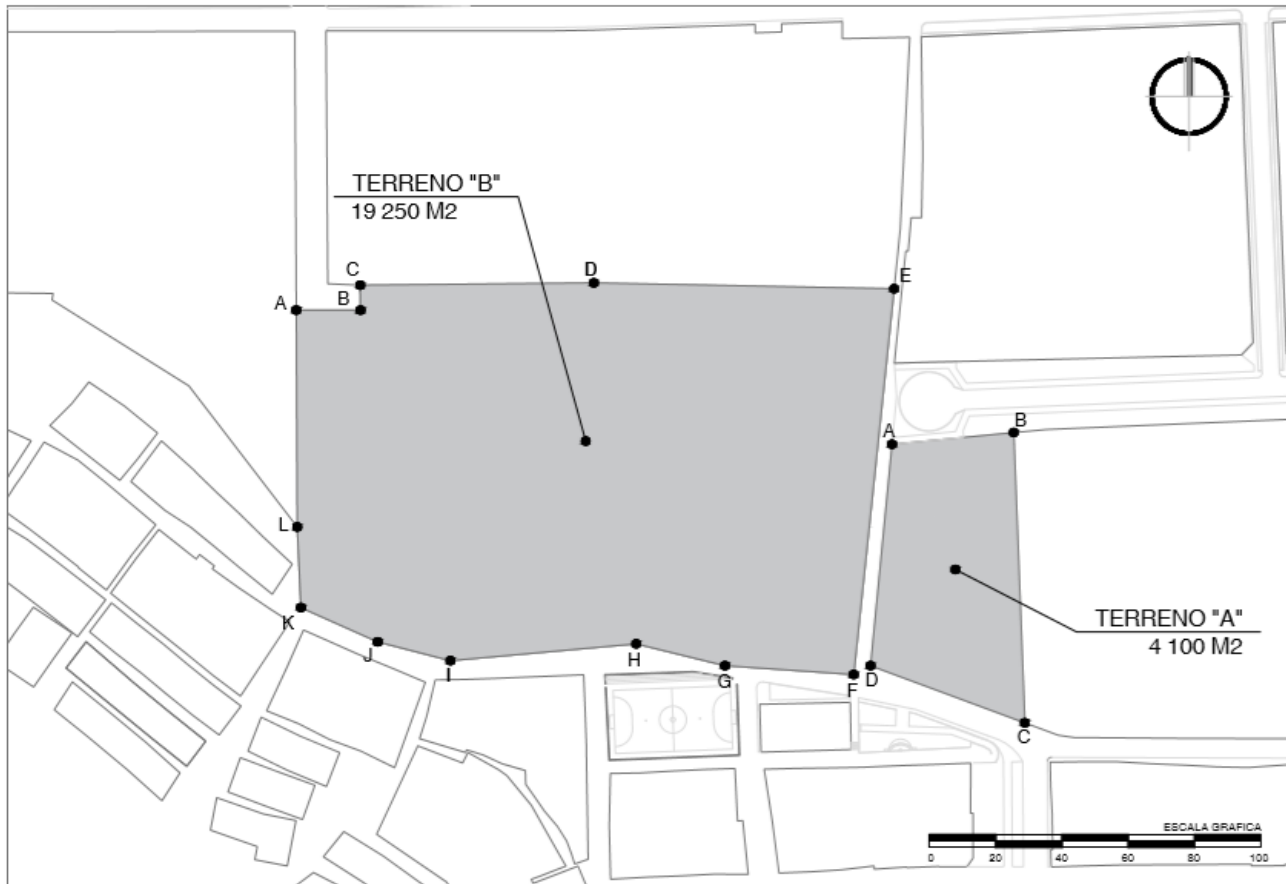 TERRENO "B"
19 250 M2
C
D
E
A
B
A
B
L
K
J
I
H
G
F
D
C
TERRENO "A"
4 100 M2
ESCALA GRAFICA
0 20 40 60 80 100